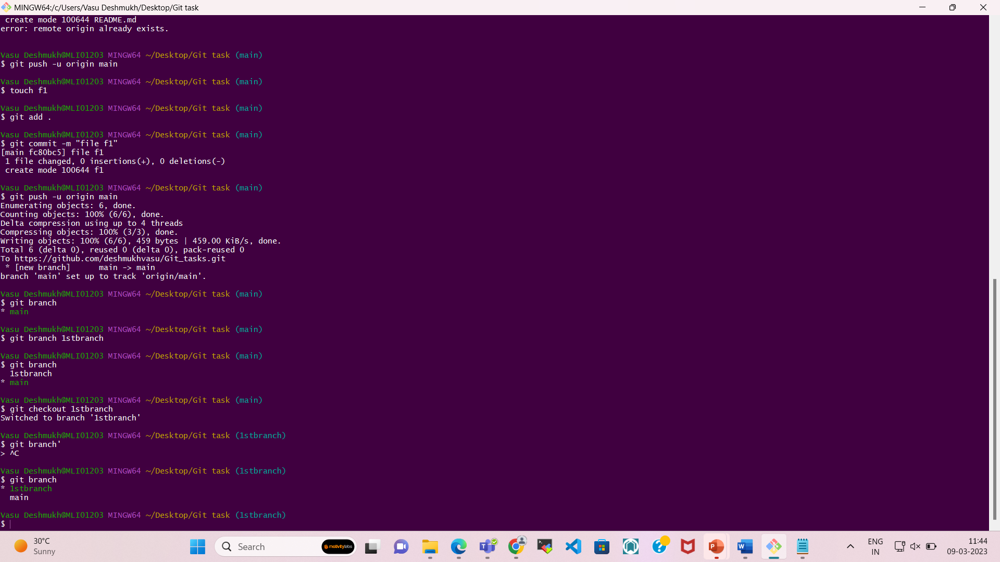 MINGW64:/c/Users/Vasu Deshmukh/Desktop/Git task
 create mode 100644 README.md
error: remote origin already exists.
Vasu Deshmukh@MLI01203 MINGW64 ~/Desktop/Git task (main)
$ git push -u origin main
Vasu Deshmukh@MLI01203 MINGW64 ~/Desktop/Git task (main)
$ touch f1
Vasu Deshmukh@MLI01203 MINGW64 ~/Desktop/Git task (main)
$ git add .
Vasu Deshmukh@MLI01203 MINGW64 ~/Desktop/Git task (main)
$ git commit -m "file f1"
[main fc80bc5] file f1
 1 file changed, 0 insertions(+), 0 deletions(-)
 create mode 100644 f1
Vasu Deshmukh@MLI01203 MINGW64 ~/Desktop/Git task (main)
$ git push -u origin main
Enumerating objects: 6, done.
Counting objects: 100% (6/6), done.
Delta compression using up to 4 threads
Compressing objects: 100% (3/3), done.
Writing objects: 100% (6/6), 459 bytes | 459.00 KiB/s, done.
Total 6 (delta 0), reused 0 (delta 0), pack-reused 0
To https://github.com/deshmukhvasu/Git_tasks.git
 * [new branch]      main -> main
branch 'main' set up to track 'origin/main'.
Vasu Deshmukh@MLI01203 MINGW64 ~/Desktop/Git task (main)
$ git branch
* main
Vasu Deshmukh@MLI01203 MINGW64 ~/Desktop/Git task (main)
$ git branch 1stbranch
Vasu Deshmukh@MLI01203 MINGW64 ~/Desktop/Git task (main)
$ git branch
  1stbranch
* main
Vasu Deshmukh@MLI01203 MINGW64 ~/Desktop/Git task (main)
$ git checkout 1stbranch
Switched to branch '1stbranch'
Vasu Deshmukh@MLI01203 MINGW64 ~/Desktop/Git task (1stbranch)
$ git branch'
> ^C
Vasu Deshmukh@MLI01203 MINGW64 ~/Desktop/Git task (1stbranch)
$ git branch
* 1stbranch
  main
Vasu Deshmukh@MLI01203 MINGW64 ~/Desktop/Git task (1stbranch)
$
30°C
Sunny
Search
motivitylabs
ENG
IN
11:44
09-03-2023